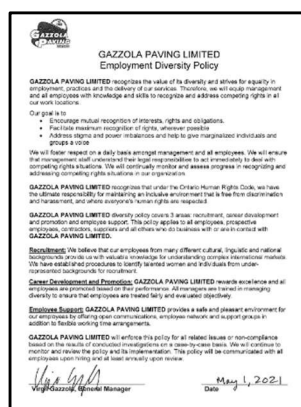 GAZZOLA
PAVING
GAZZOLA PAVING LIMITED
Employment Diversity Policy
GAZZOLA PAVING LIMITED recognizes the value of its diversity and strives for equality in
employment, practices and the delivery of our services. Therefore, we will equip management
and all employees with knowledge and skills to recognize and address competing rights in all
our work locations.
Our goal is to
• Encourage mutual recognition of interests, rights and obligations.
• Facilitate maximum recognition of rights, wherever possible
• Address stigma and power imbalances and help to give marginalized individuals and
groups a voice
We will foster respect on a daily basis amongst management and all employees. We will ensure
that management staff understand their legal responsibilities to act immediately to deal with
competing rights situations. We will continually monitor and assess progress in recognizing and
addressing competing rights situations in our organization.
GAZZOLA PAVING LIMITED recognizes that under the Ontario Human Rights Code, we have
the ultimate responsibility for maintaining an inclusive environment that is free from discrimination
and harassment, and where everyone's human rights are respected.
GAZZOLA PAVING LIMITED diversity policy covers 3 areas: recruitment, career development
and promotion and employee support. This policy applies to all employees, prospective
employees, contractors, suppliers and all others who do business with or are in contact with
GAZZOLA PAVING LIMITED.
Recruitment: We believe that our employees from many different cultural, linguistic and national
backgrounds provide us with valuable knowledge for understanding complex international markets.
We have established procedures to identify talented women and individuals from under-
represented backgrounds for recruitment.
Career Development and Promotion: GAZZOLA PAVING LIMITED rewards excellence and all
employees are promoted based on their performance. All managers are trained in managing
diversity to ensure that employees are treated fairly and evaluated objectively.
Employee Support: GAZZOLA PAVING LIMITED provides a safe and pleasant environment for
our employees by offering open communications, employee network and support groups in
addition to flexible working time arrangements.
GAZZOLA PAVING LIMITED will enforce this policy for all related issues or non-compliance
based on the results of conducted investigations on a case-by-case basis. We will continue to
monitor and review the policy and its implementation. This policy will be communicated with all
employees upon hiring and at least annually upon review.
May 1, 2021
Virgil Gazzola, General Manager Date